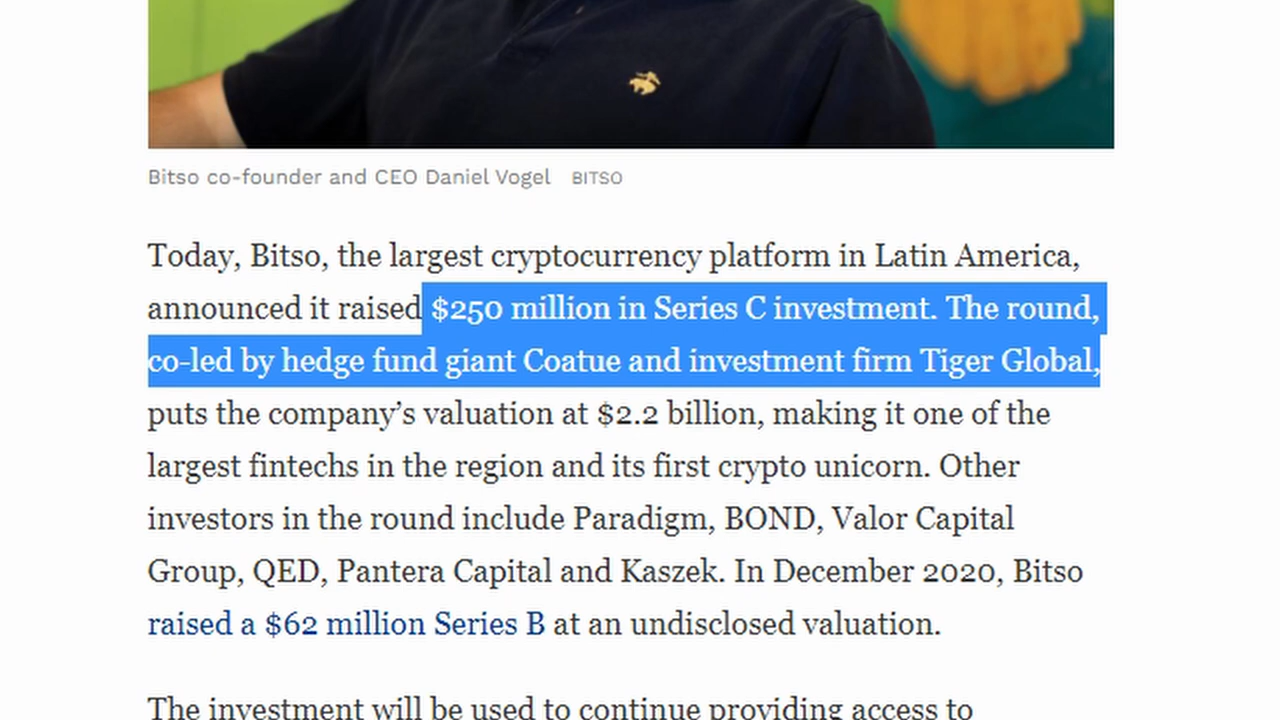 Bitso co-founder and CEO Daniel Vogel BITSO
Today, Bitso, the largest cryptocurrency platform in Latin America,
announced it raised $250 million in Series C investment. The round,
co-led by hedge fund giant Coatue and investment firm Tiger Global,
puts the company’s valuation at $2.2 billion, making it one of the
largest fintechs in the region and its first crypto unicorn. Other
investors in the round include Paradigm, BOND, Valor Capital
Group, QED, Pantera Capital and Kaszek. In December 2020, Bitso
raised a $62 million Series B at an undisclosed valuation.
The investment will be used to continue providing access to